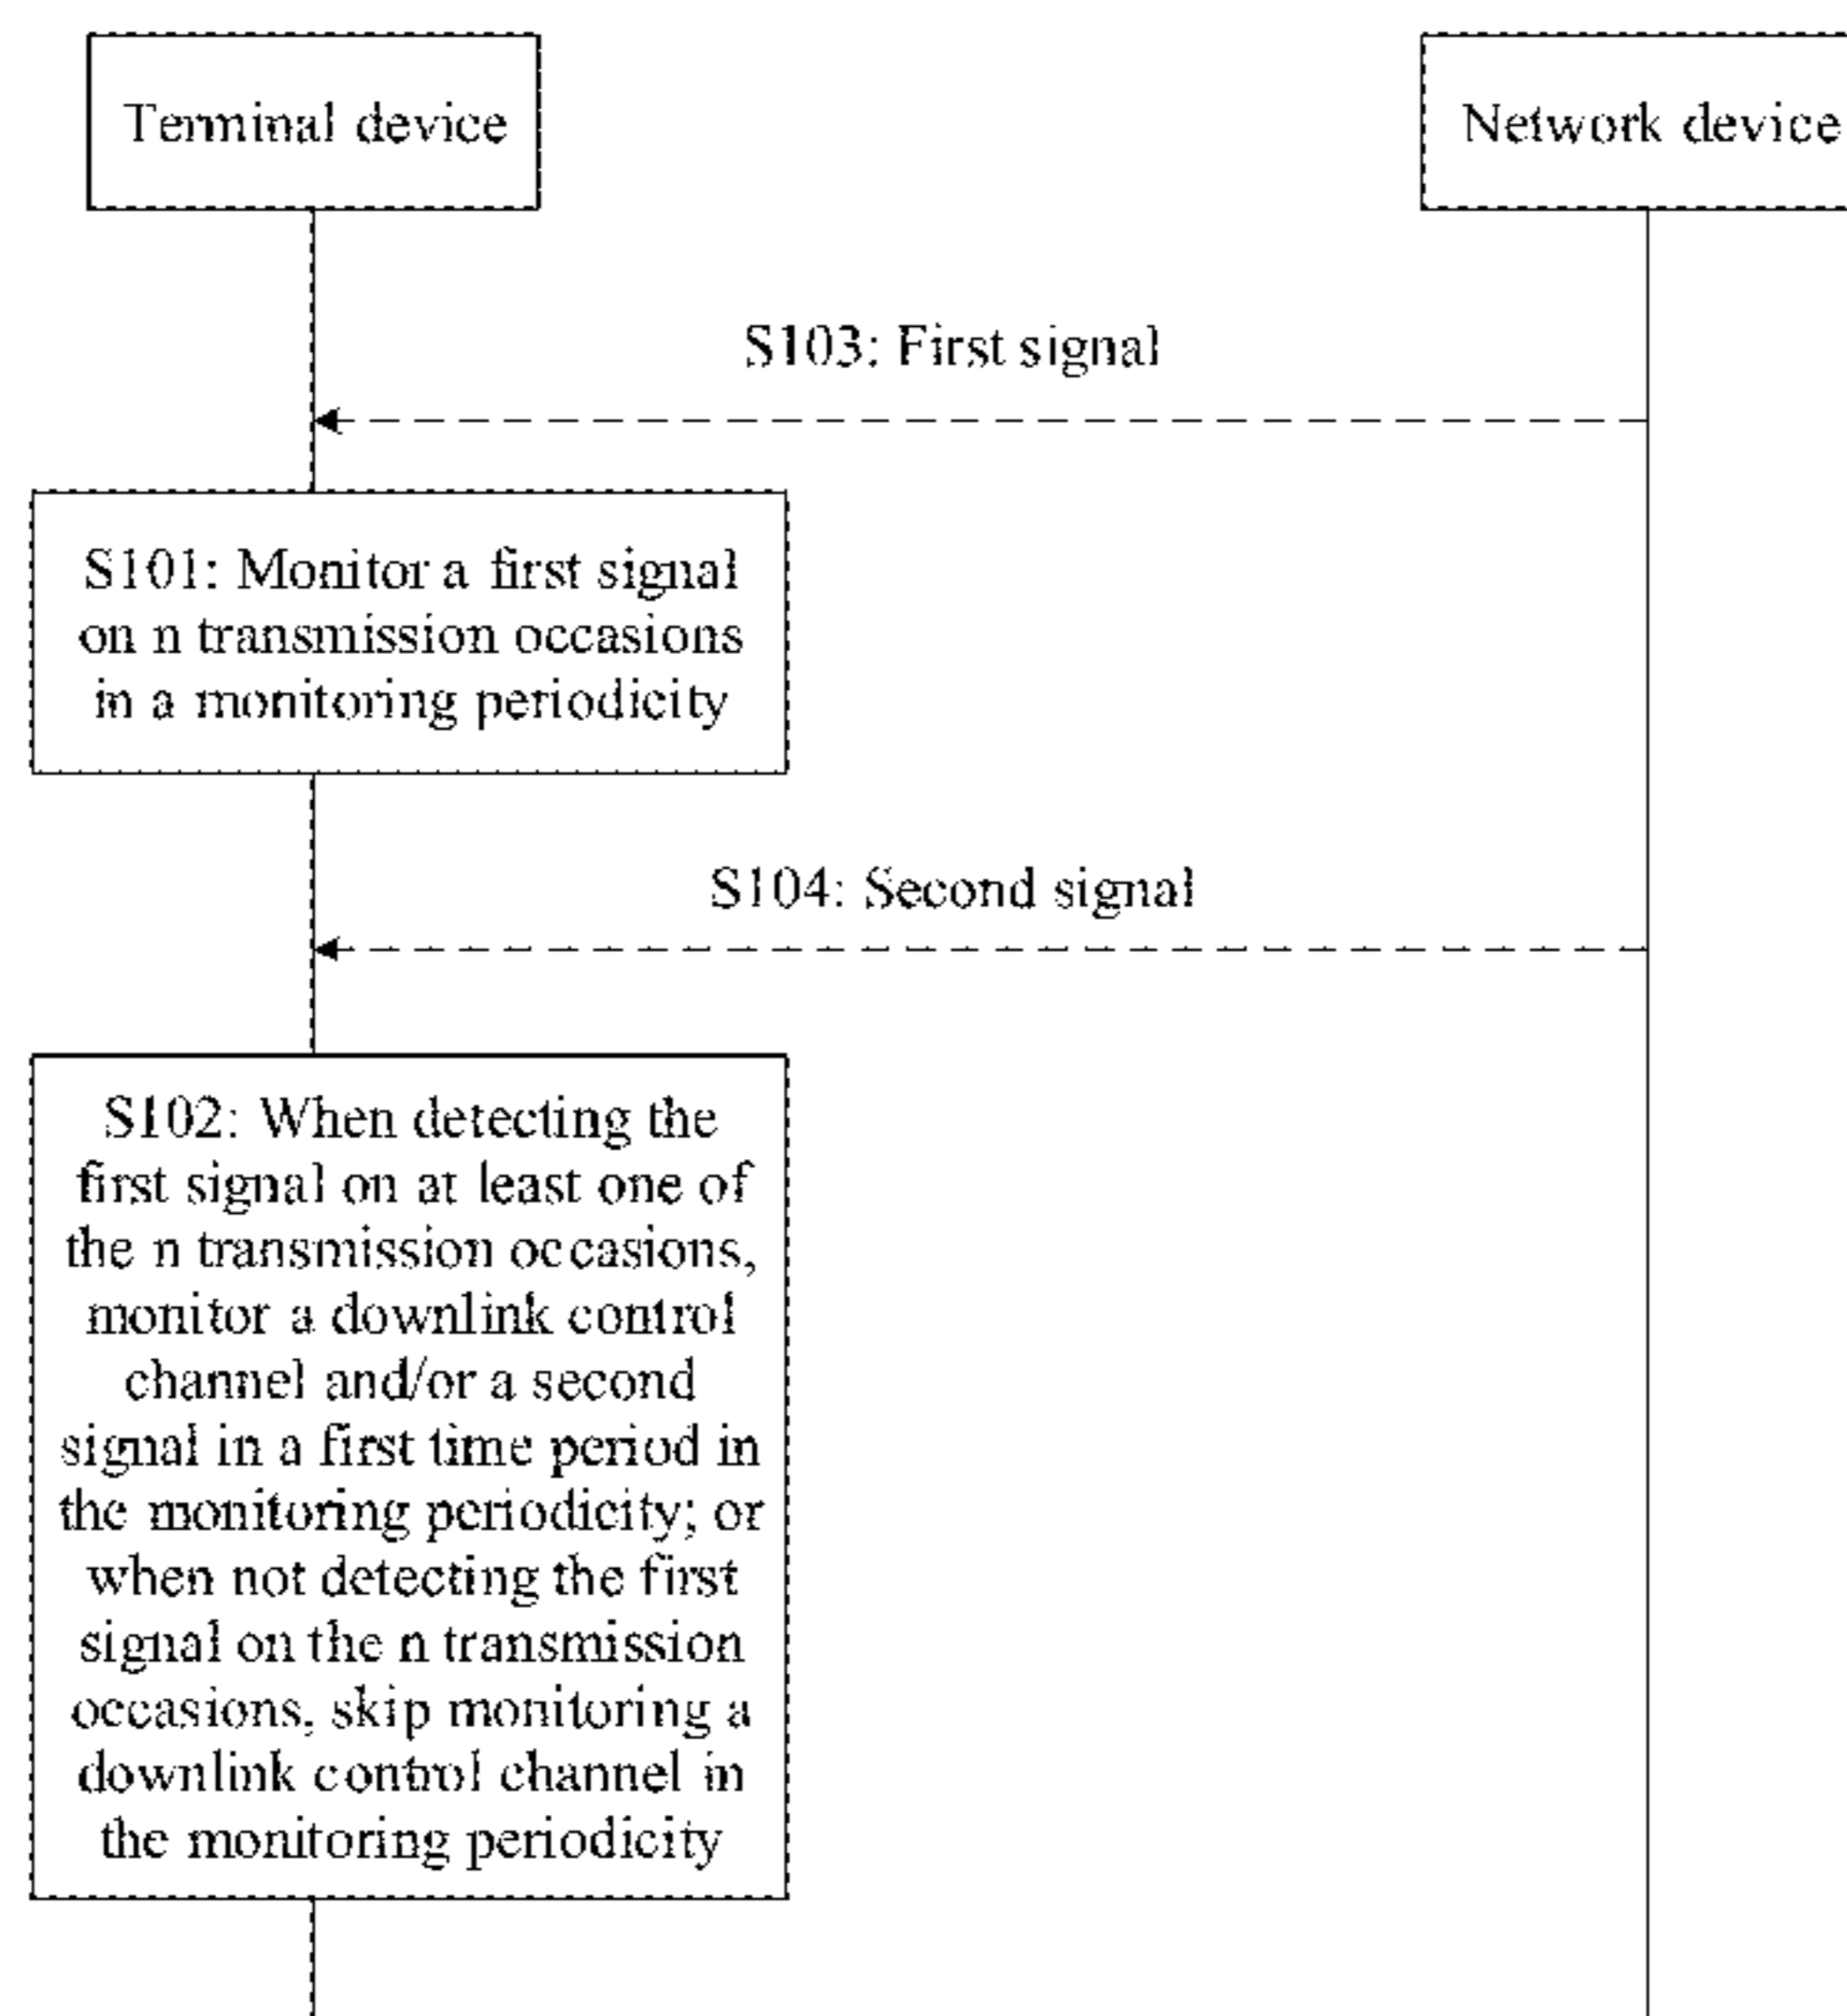 Terminal device
Network device
S103: First signal
S101: Monitor a first signal
on n transmission occasions
in a monitoring periodicity
S104: Second signal
S102: When detecting the
first signal on at least one of
the n transmission occasions,
monitor a downlink control
channel and/or a second
signal in a first time period in
the monitoring periodicity; or
when not detecting the first
signal on the n transmission
occasions, skip monitoring a
downlink control channel in
the monitoring periodicity